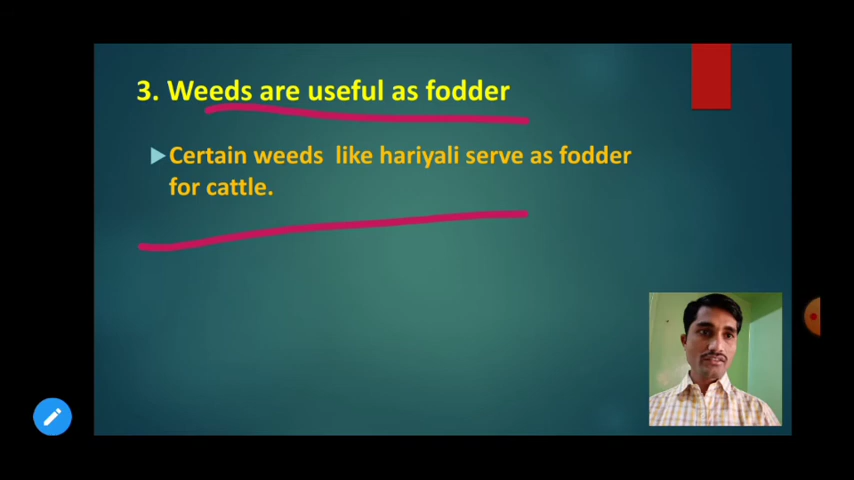 3. Weeds are useful as fodder
Certain weeds like hariyali serve as fodder
for cattle.